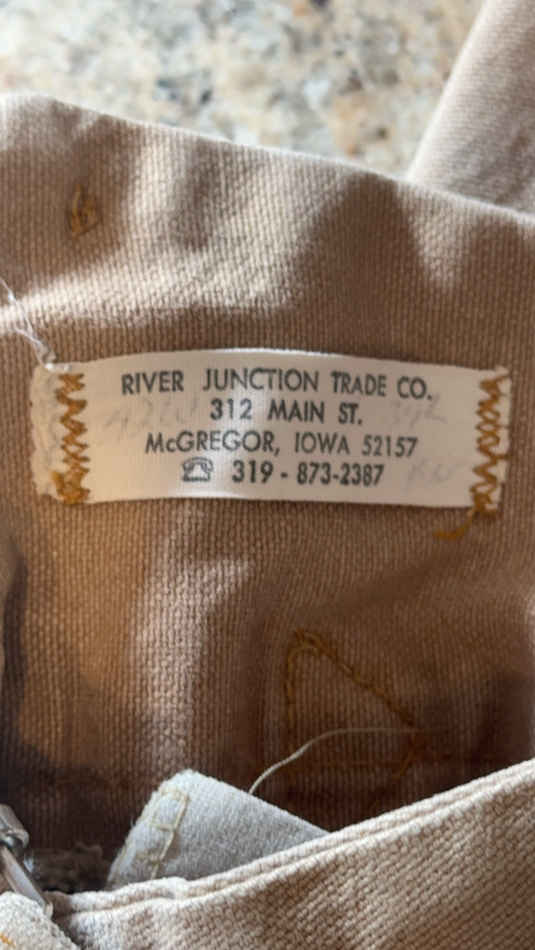 RIVER JUNCTION TRADE CO.
312 MAIN ST.
McGREGOR, IOWA 52157
☎ 319 - 873-2387